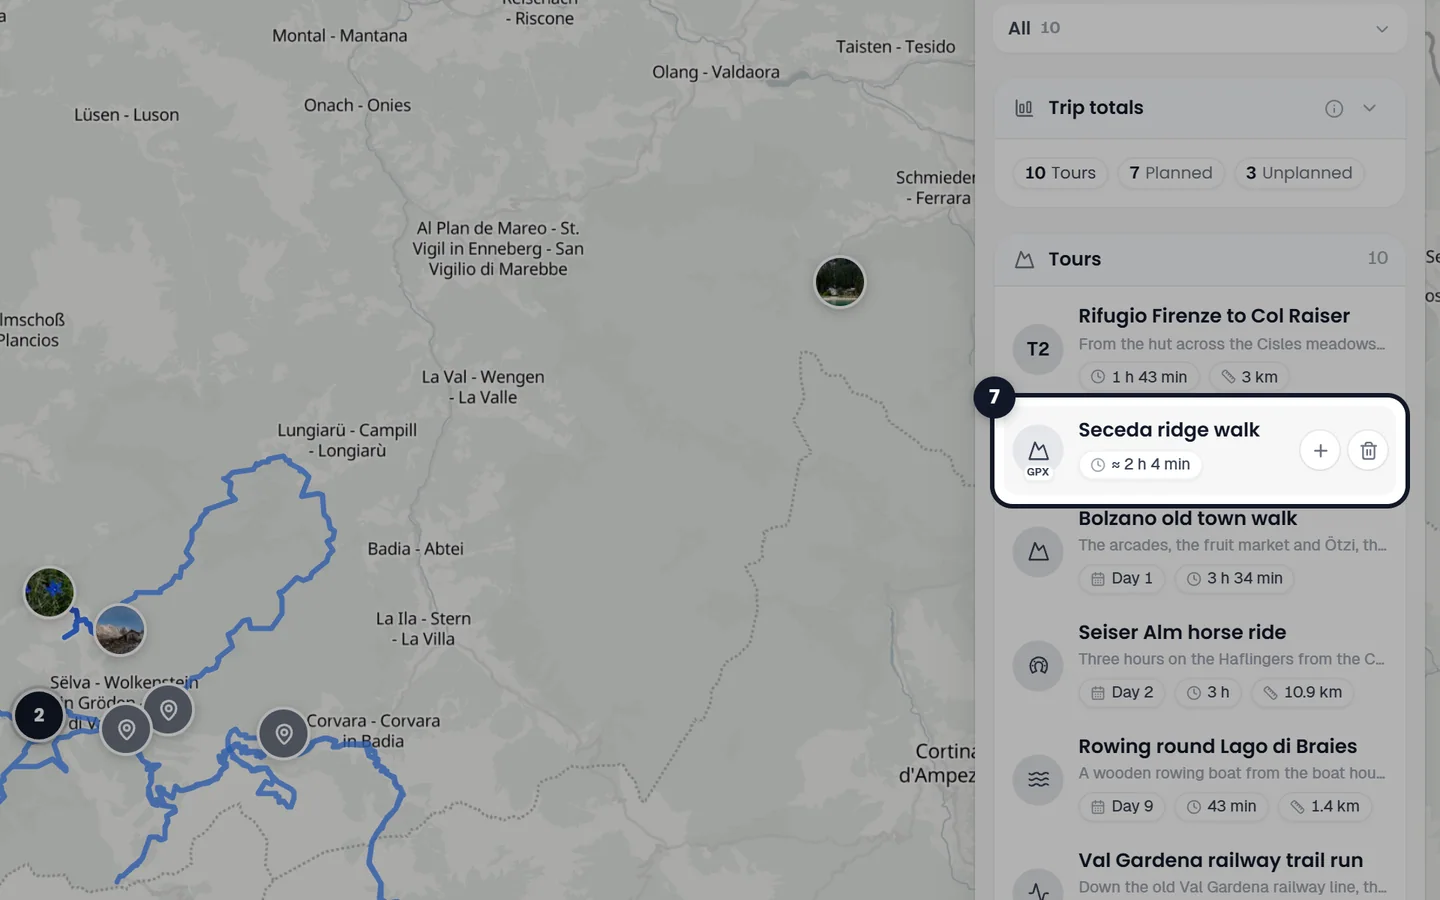 - Riscone
Montal - Mantana
Taisten - Tesido
Olang - Valdaora
Onach - Onies
Lüsen - Luson
Schmieden
- Ferrara
Al Plan de Mareo - St.
Vigil in Enneberg - San
Vigilio di Marebbe
lmschoß
Plancios
La Val - Wengen
- La Valle
Lungiarü - Campill
- Longiarù
Badia - Abtei
La Ila - Stern
- La Villa
Sëlva - Wolkenstein
in Gröden
2
Corvara - Corvara
in Badia
Cortina
d'Ampez
All 10
Trip totals
10 Tours
7 Planned
3 Unplanned
Tours
10
T2
Rifugio Firenze to Col Raiser
From the hut across the Cisles meadows...
1 h 43 min
3 km
7
Seceda ridge walk
GPX
≈ 2 h 4 min
Bolzano old town walk
The arcades, the fruit market and Ötzi, th...
Day 1
3 h 34 min
Seiser Alm horse ride
Three hours on the Haflingers from the C...
Day 2
3 h
10.9 km
Rowing round Lago di Braies
A wooden rowing boat from the boat hou...
Day 9
43 min
1.4 km
Val Gardena railway trail run
Down the old Val Gardena railway line, th...